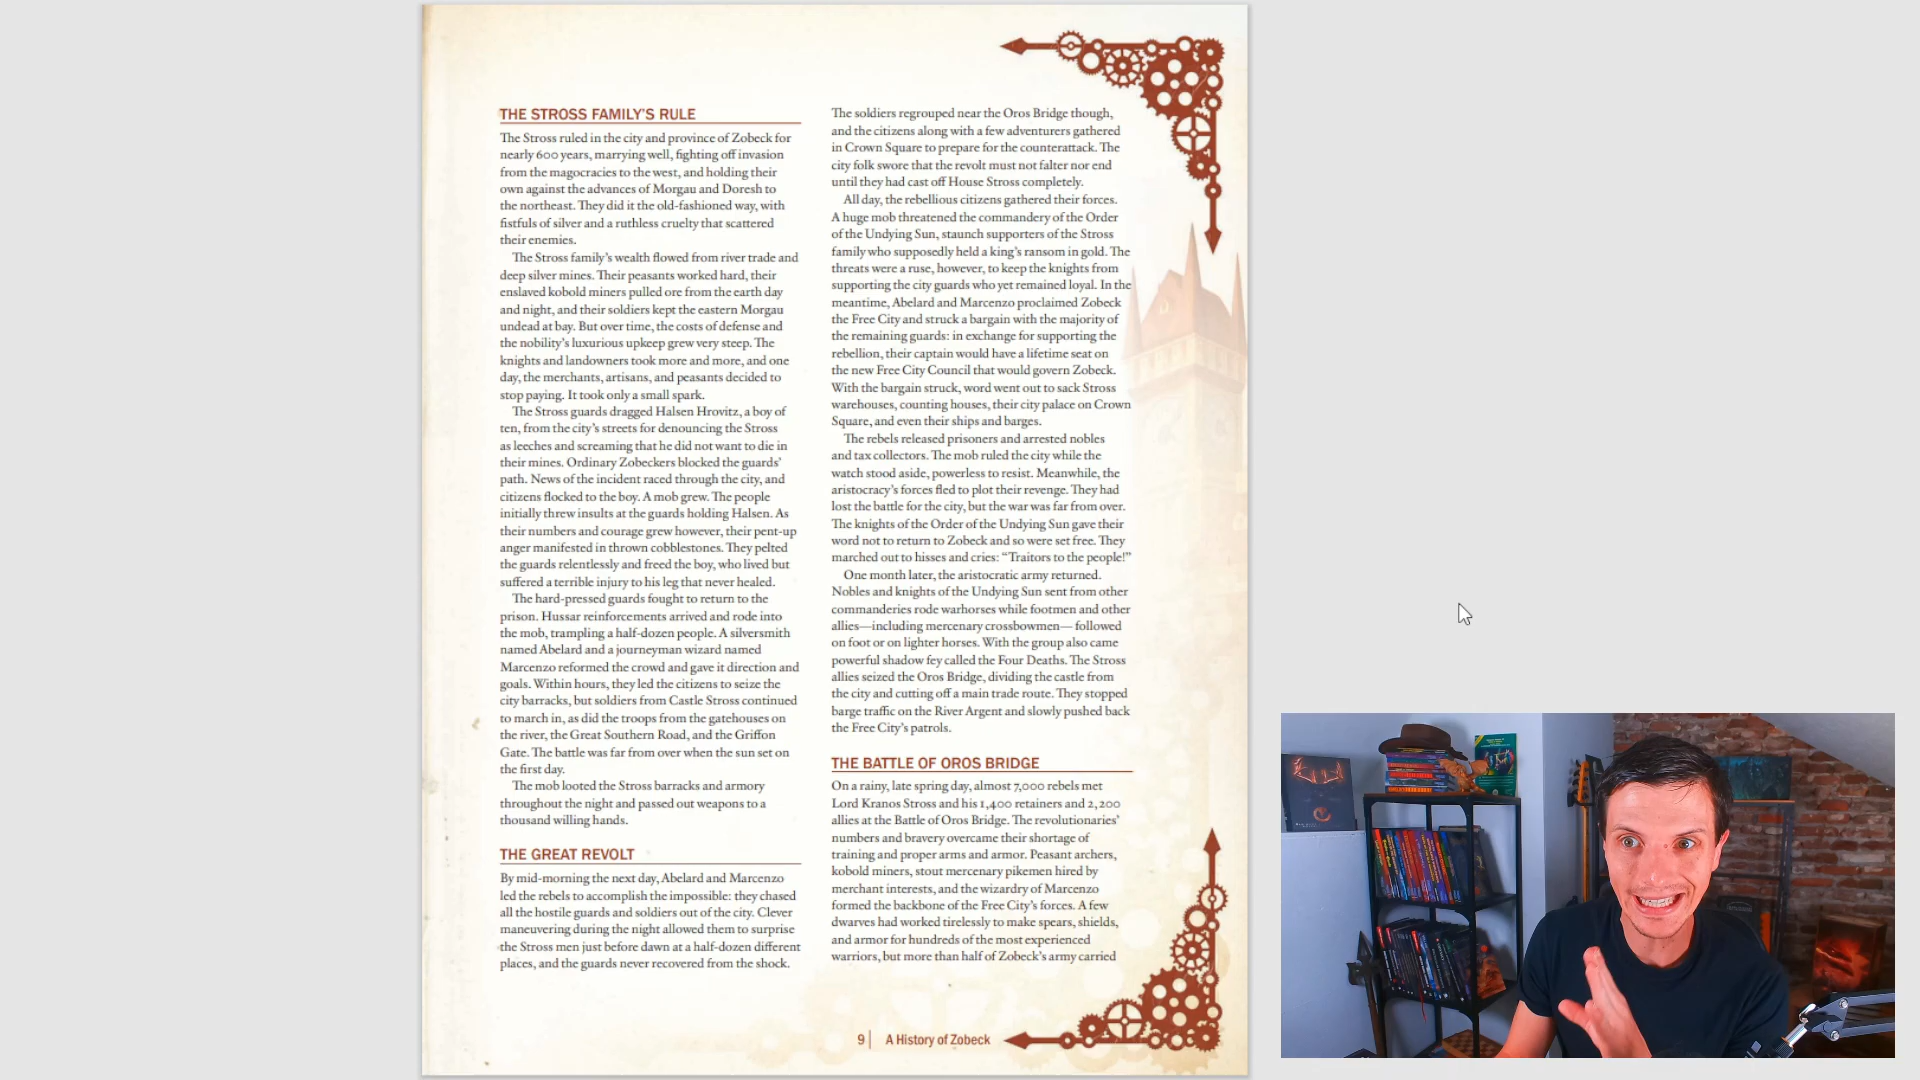 THE STROSS FAMILY'S RULE
The Stross ruled in the city and province of Zobeck for
nearly 600 years, marrying well, fighting off invasion
from the magocracies to the west, and holding their
own against the advances of Morgau and Doresh to
the northeast. They did it the old-fashioned way, with
fistfuls of silver and a ruthless cruelty that scattered
their enemies.
The Stross family's wealth flowed from river trade and
deep silver mines. Their peasants worked hard, their
enslaved kobold miners pulled ore from the earth day
and night, and their soldiers kept the eastern Morgau
undead at bay. But over time, the costs of defense and
the nobility's luxurious upkeep grew very steep. The
knights and landowners took more and more, and one
day, the merchants, artisans, and peasants decided to
stop paying. It took only a small spark.
The Stross guards dragged Halsen Hrovitz, a boy of
ten, from the city's streets for denouncing the Stross
as leeches and screaming that he did not want to die in
their mines. Ordinary Zobeckers blocked the guards'
path. News of the incident raced through the city, and
citizens flocked to the boy. A mob grew. The people
initially threw insults at the guards holding Halsen. As
their numbers and courage grew however, their pent-up
anger manifested in thrown cobblestones. They pelted
the guards relentlessly and freed the boy, who lived but
suffered a terrible injury to his leg that never healed.
The hard-pressed guards fought to return to the
prison. Hussar reinforcements arrived and rode into
the mob, trampling a half-dozen people. A silversmith
named Abelard and a journeyman wizard named
Marcenzo reformed the crowd and gave it direction and
goals. Within hours, they led the citizens to seize the
city barracks, but soldiers from Castle Stross continued
to march in, as did the troops from the gatehouses on
the river, the Great Southern Road, and the Griffon
Gate. The battle was far from over when the sun set on
the first day.
The mob looted the Stross barracks and armory
throughout the night and passed out weapons to a
thousand willing hands.
THE GREAT REVOLT
By mid-morning the next day, Abelard and Marcenzo
led the rebels to accomplish the impossible: they chased
all the hostile guards and soldiers out of the city. Clever
maneuvering during the night allowed them to surprise
the Stross men just before dawn at a half-dozen different
places, and the guards never recovered from the shock.
The soldiers regrouped near the Oros Bridge though,
and the citizens along with a few adventurers gathered
in Crown Square to prepare for the counterattack. The
city folk swore that the revolt must not falter nor end
until they had cast off House Stross completely.
All day, the rebellious citizens gathered their forces.
A huge mob threatened the commandery of the Order
of the Undying Sun, staunch supporters of the Stross
family who supposedly held a king's ransom in gold. The
threats were a ruse, however, to keep the knights from
supporting the city guards who yet remained loyal. In the
meantime, Abelard and Marcenzo proclaimed Zobeck
the Free City and struck a bargain with the majority of
the remaining guards: in exchange for supporting the
rebellion, their captain would have a lifetime seat on
the new Free City Council that would govern Zobeck.
With the bargain struck, word went out to sack Stross
warehouses, counting houses, their city palace on Crown
Square, and even their ships and barges.
The rebels released prisoners and arrested nobles
and tax collectors. The mob ruled the city while the
watch stood aside, powerless to resist. Meanwhile, the
aristocracy's forces fled to plot their revenge. They had
lost the battle for the city, but the war was far from over.
The knights of the Order of the Undying Sun gave their
word not to return to Zobeck and so were set free. They
marched out to hisses and cries: “Traitors to the people!”
One month later, the aristocratic army returned.
Nobles and knights of the Undying Sun sent from other
commanderies rode warhorses while footmen and other
allies—including mercenary crossbowmen— followed
on foot or on lighter horses. With the group also came
powerful shadow fey called the Four Deaths. The Stross
allies seized the Oros Bridge, dividing the castle from
the city and cutting off a main trade route. They stopped
barge traffic on the River Argent and slowly pushed back
the Free City's patrols.
THE BATTLE OF OROS BRIDGE
On a rainy, late spring day, almost 7,000 rebels met
Lord Kranos Stross and his 1,400 retainers and 2,200
allies at the Battle of Oros Bridge. The revolutionaries'
numbers and bravery overcame their shortage of
training and proper arms and armor. Peasant archers,
kobold miners, stout mercenary pikemen hired by
merchant interests, and the wizardry of Marcenzo
formed the backbone of the Free City's forces. A few
dwarves had worked tirelessly to make spears, shields,
and armor for hundreds of the most experienced
warriors, but more than half of Zobeck's army carried
9 | A History of Zobeck